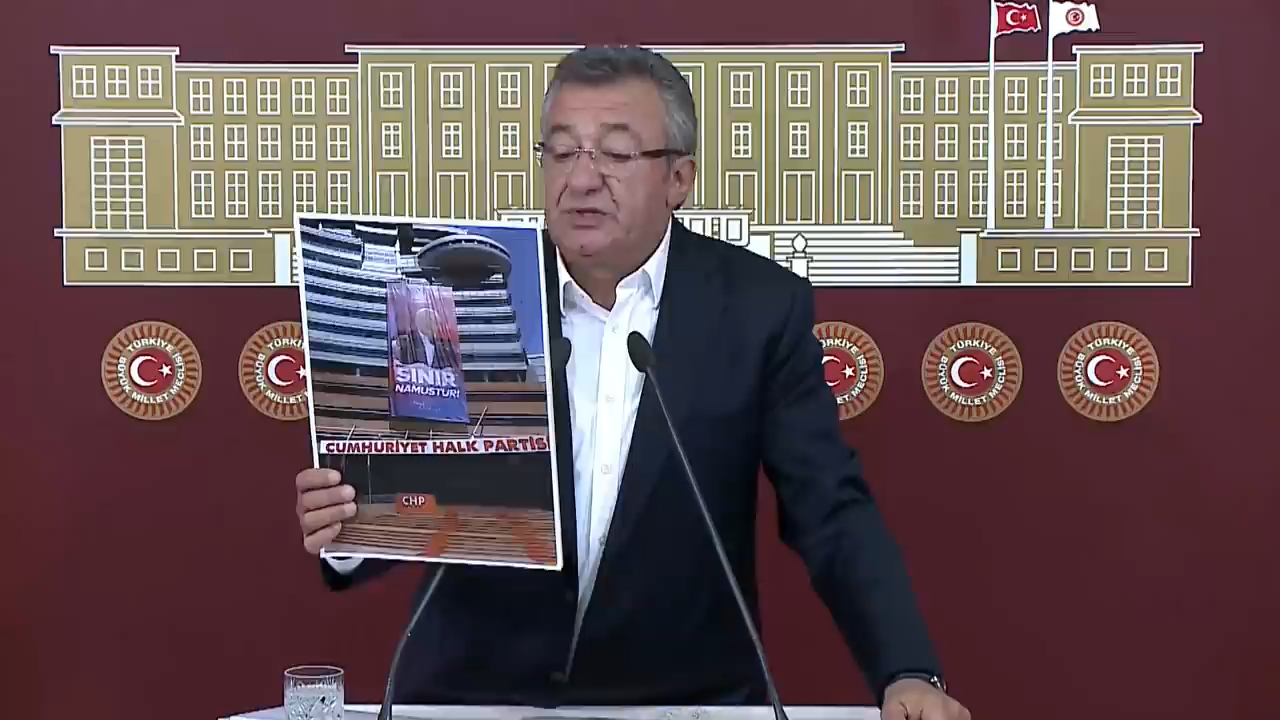 SINIR
NAMUSTUR!
CUMHURİYET HALK PARTİS
CHP
TÜRKİYE
BÜYÜK MİLLET MECLİSİ
TÜRKİYE
BÜYÜK MİLLET MECLİSİ
TÜRKİYE
BÜYÜK MİLLET MECLİSİ
TÜRKİYE
BÜYÜK MİLLET MECLİSİ
TÜRKİYE
BÜYÜK MİLLET MECLİSİ